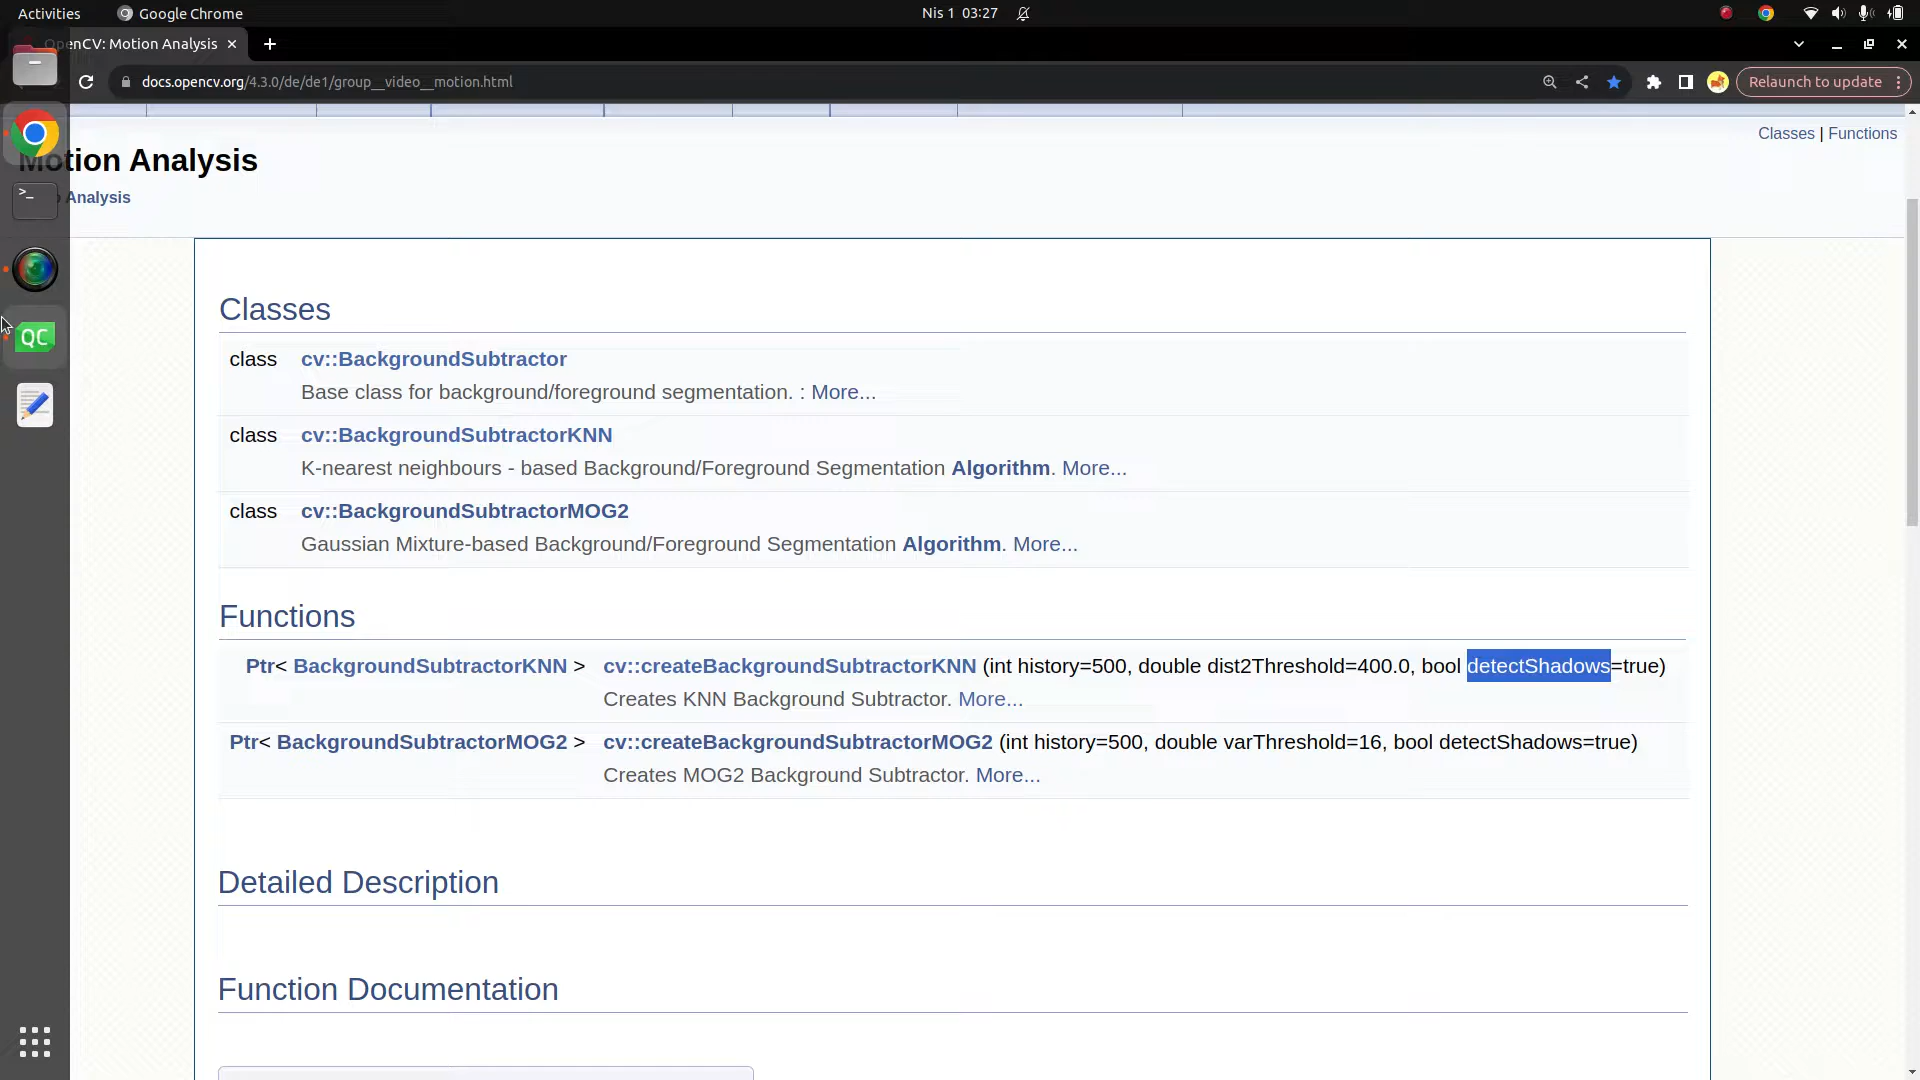 Activities Google Chrome Nis 1 03:27
enCV: Motion Analysis
docs.opencv.org/4.3.0/de/de1/group__video__motion.html Relaunch to update
Classes | Functions
Motion Analysis
Analysis
>_
QC
Classes
class cv::BackgroundSubtractor
Base class for background/foreground segmentation. : More...
class cv::BackgroundSubtractorKNN
K-nearest neighbours - based Background/Foreground Segmentation Algorithm. More...
class cv::BackgroundSubtractorMOG2
Gaussian Mixture-based Background/Foreground Segmentation Algorithm. More...
Functions
Ptr< BackgroundSubtractorKNN > cv::createBackgroundSubtractorKNN (int history=500, double dist2Threshold=400.0, bool detectShadows=true)
Creates KNN Background Subtractor. More...
Ptr< BackgroundSubtractorMOG2 > cv::createBackgroundSubtractorMOG2 (int history=500, double varThreshold=16, bool detectShadows=true)
Creates MOG2 Background Subtractor. More...
Detailed Description
Function Documentation